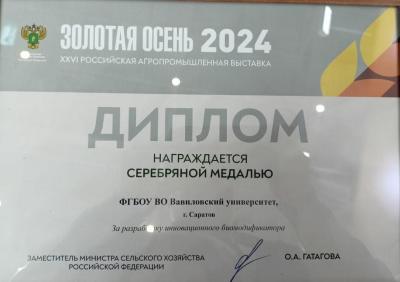 ЗОЛОТАЯ ОСЕНЬ 2024
XXVI РОССИЙСКАЯ АГРОПРОМЫШЛЕННАЯ ВЫСТАВКА
ДИПЛОМ
НАГРАЖДАЕТСЯ
СЕРЕБРЯНОЙ МЕДАЛЬЮ
ФГБОУ ВО Вавиловский университет,
г. Саратов
За разработку инновационного биомодификатора
ЗАМЕСТИТЕЛЬ МИНИСТРА СЕЛЬСКОГО ХОЗЯЙСТВА
РОССИЙСКОЙ ФЕДЕРАЦИИ
О.А. ГАТАГОВА